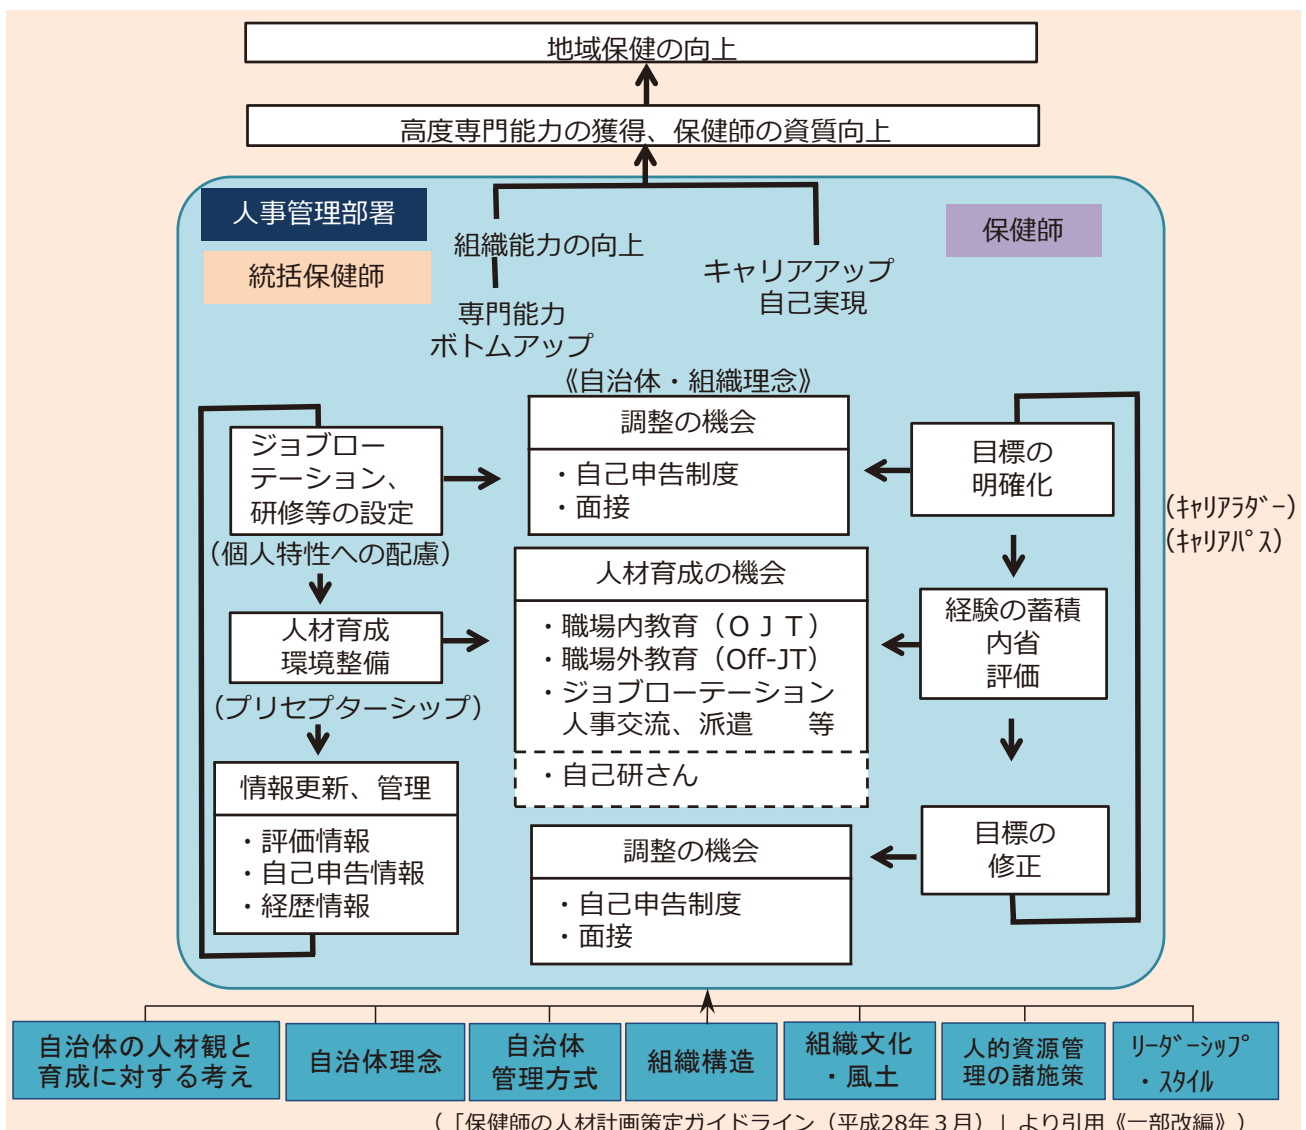 地域保健の向上
高度専門能力の獲得、保健師の資質向上
人事管理部署
統括保健師
保健師
組織能力の向上
専門能力
ボトムアップ
キャリアアップ
自己実現
《自治体・組織理念》
ジョブロー
テーション、
研修等の設定
（個人特性への配慮）
人材育成
環境整備
（プリセプターシップ）
情報更新、管理
・評価情報
・自己申告情報
・経歴情報
調整の機会
・自己申告制度
・面接
人材育成の機会
・職場内教育（ＯＪＴ）
・職場外教育（Off-JT）
・ジョブローテーション
人事交流、派遣　等
・自己研さん
調整の機会
・自己申告制度
・面接
目標の
明確化
経験の蓄積
内省
評価
目標の
修正
（ｷｬﾘｱﾗﾀﾞｰ）
（ｷｬﾘｱﾊﾟｽ）
自治体の人材観と
育成に対する考え
自治体理念
自治体
管理方式
組織構造
組織文化
・風土
人的資源管
理の諸施策
ﾘｰﾀﾞｰｼｯﾌﾟ
・ｽﾀｲﾙ
（「保健師の人材計画策定ガイドライン（平成28年３月）」より引用《一部改編》）